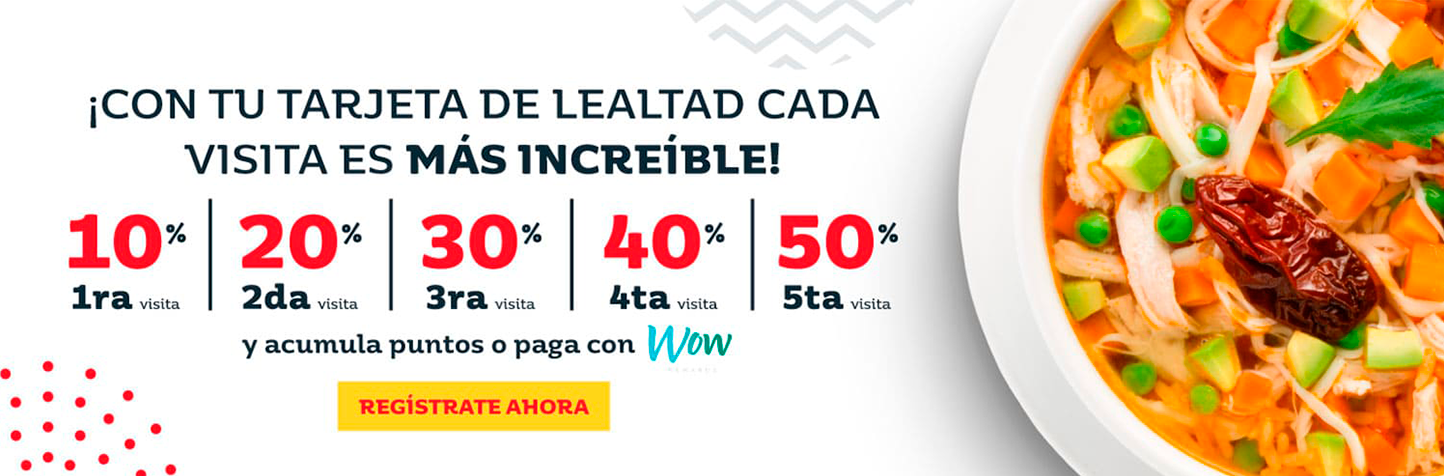 ¡CON TU TARJETA DE LEALTAD CADA
VISITA ES MÁS INCREÍBLE!
10% 20% 30% 40% 50%
1ra visita 2da visita 3ra visita 4ta visita 5ta visita
y acumula puntos o paga con Wow
REWARDS
REGÍSTRATE AHORA